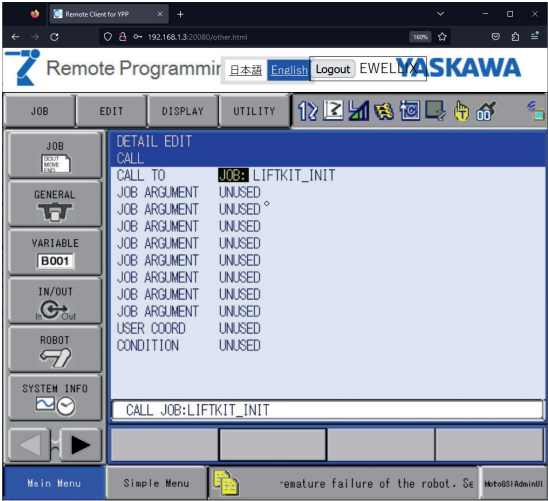 Remote Client for YPP
192.168.1.3:20080/other.html
160%
Remote Programmin
日本語 English Logout EWELLIX
YASKAWA
JOB EDIT DISPLAY UTILITY
JOB
DOUT
MOVE
END
GENERAL
VARIABLE
B001
IN/OUT
In Out
ROBOT
SYSTEM INFO
DETAIL EDIT
CALL
CALL TO JOB: LIFTKIT_INIT
JOB ARGUMENT UNUSED
JOB ARGUMENT UNUSED
JOB ARGUMENT UNUSED
JOB ARGUMENT UNUSED
JOB ARGUMENT UNUSED
JOB ARGUMENT UNUSED
JOB ARGUMENT UNUSED
JOB ARGUMENT UNUSED
USER COORD UNUSED
CONDITION UNUSED
CALL JOB:LIFTKIT_INIT
Main Menu Simple Menu remature failure of the robot. Se MotoGSIAdminUI